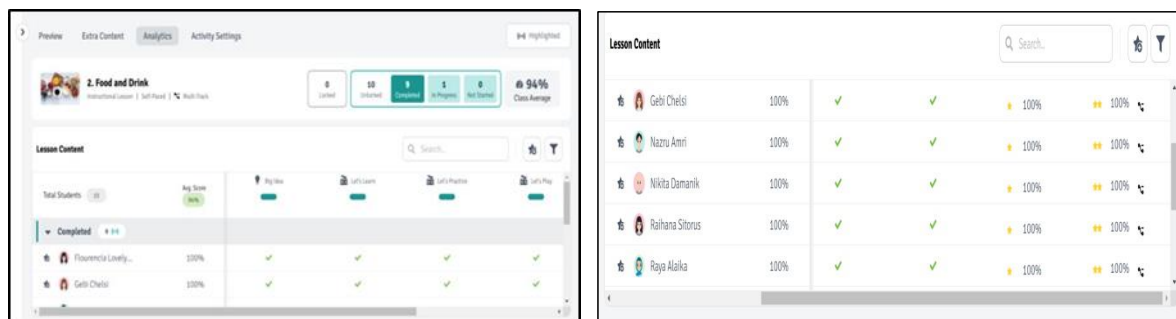 Preview Extra Content Analytics Activity Settings Highlighted
2. Food and Drink
Instructional Lesson | Self-Paced | Multi-Track
0 Locked
10 Unlocked
9 Completed
1 In Progress
0 Not Started
94%
Class Average
Lesson Content Search...
Total Students 10 Avg. Score Big Idea Let's Learn Let's Practice Let's Play
Completed
Flourencia Lovely... 100%
Gebi Chelsi 100%
Lesson Content Search..
Gebi Chelsi 100% 100% 100%
Nazru Amri 100% 100% 100%
Nikita Damanik 100% 100% 100%
Raihana Sitorus 100% 100% 100%
Raya Alaika 100% 100% 100%